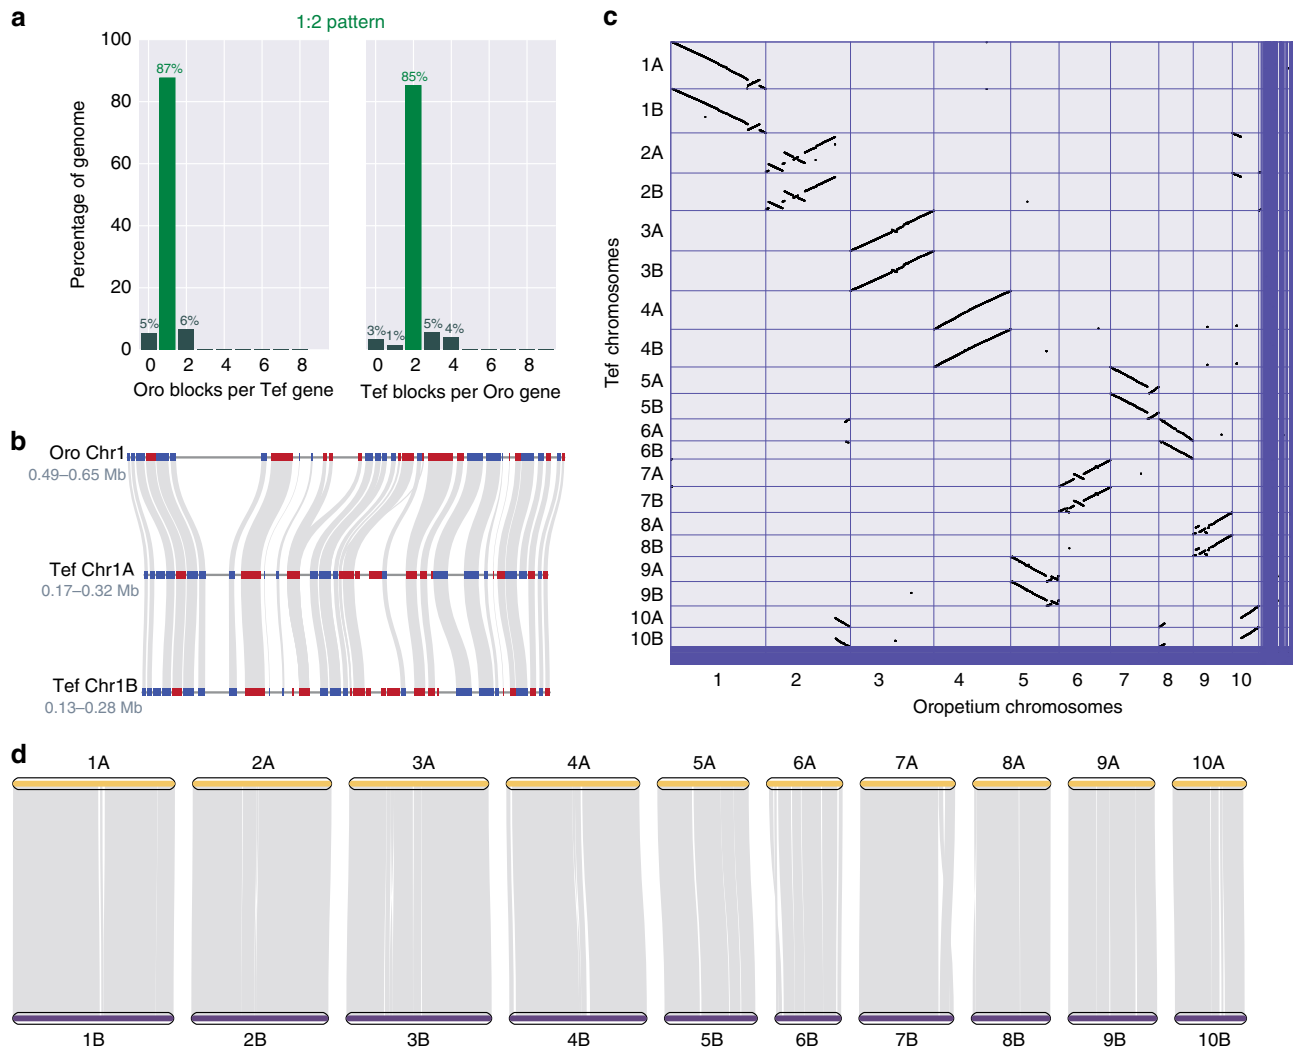 a
1:2 pattern
Percentage of genome
100
80
60
40
20
0
87%
5%
6%
0 2 4 6 8
Oro blocks per Tef gene
85%
3%
1%
5%
4%
0 2 4 6 8
Tef blocks per Oro gene
b
Oro Chr1
0.49–0.65 Mb
Tef Chr1A
0.17–0.32 Mb
Tef Chr1B
0.13–0.28 Mb
c
Tef chromosomes
1A
1B
2A
2B
3A
3B
4A
4B
5A
5B
6A
6B
7A
7B
8A
8B
9A
9B
10A
10B
1 2 3 4 5 6 7 8 9 10
Oropetium chromosomes
d
1A 2A 3A 4A 5A 6A 7A 8A 9A 10A
1B 2B 3B 4B 5B 6B 7B 8B 9B 10B